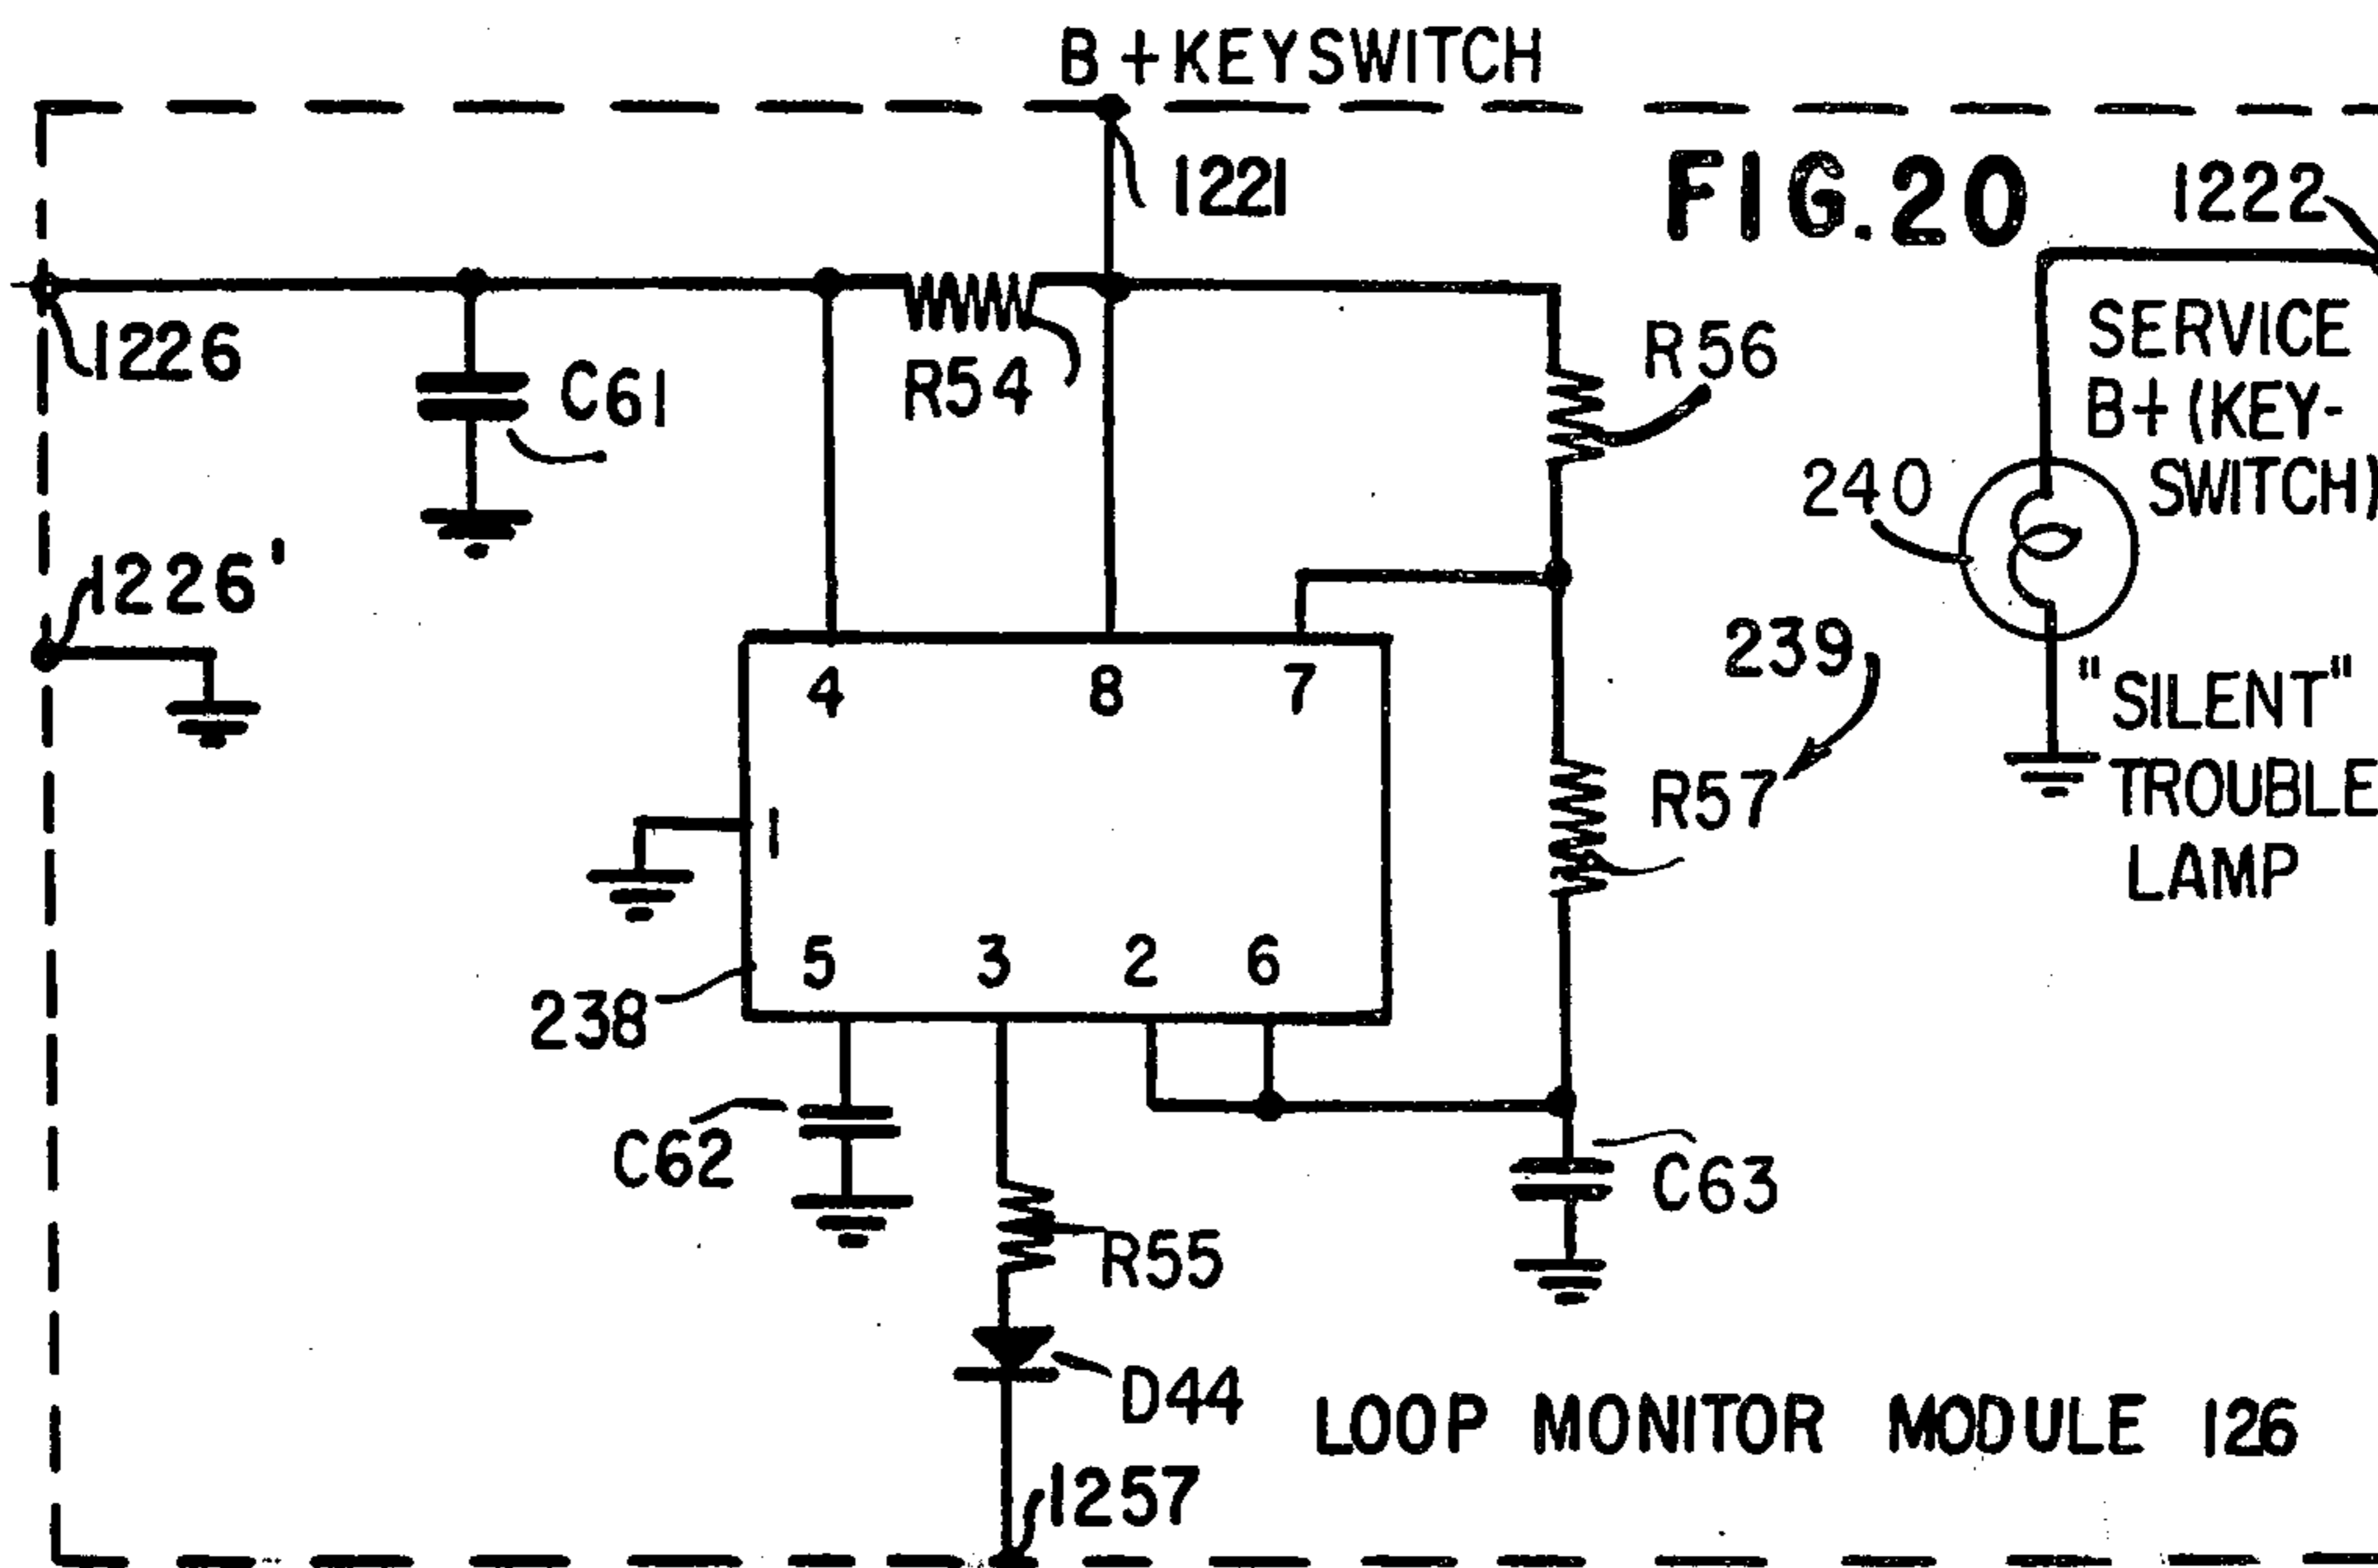 B + KEYSWITCH
1221
FIG. 20
1222
1226
C61
R54
R56
SERVICE
B+ (KEY-
SWITCH)
240
1226'
239
"SILENT"
TROUBLE
LAMP
4 8 7
R57
1
5 3 2 6
238
C62
C63
R55
D44
LOOP MONITOR MODULE 126
1257